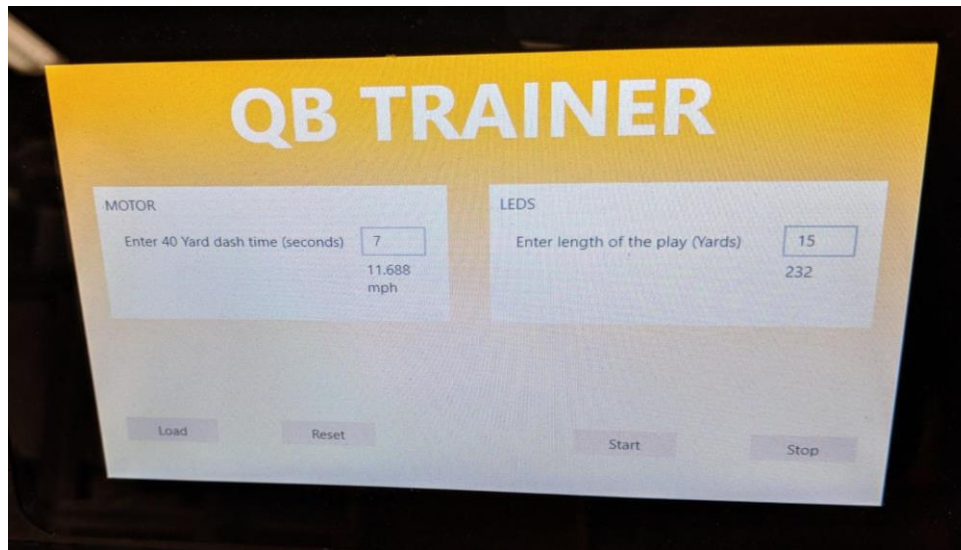 QB TRAINER
MOTOR
Enter 40 Yard dash time (seconds) 7
11.688
mph
LEDS
Enter length of the play (Yards) 15
232
Load
Reset
Start
Stop